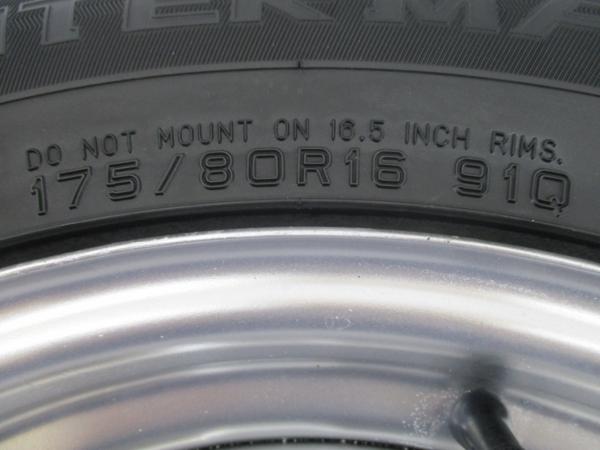 DO NOT MOUNT ON 16.5 INCH RIMS.
175/80R16 91Q